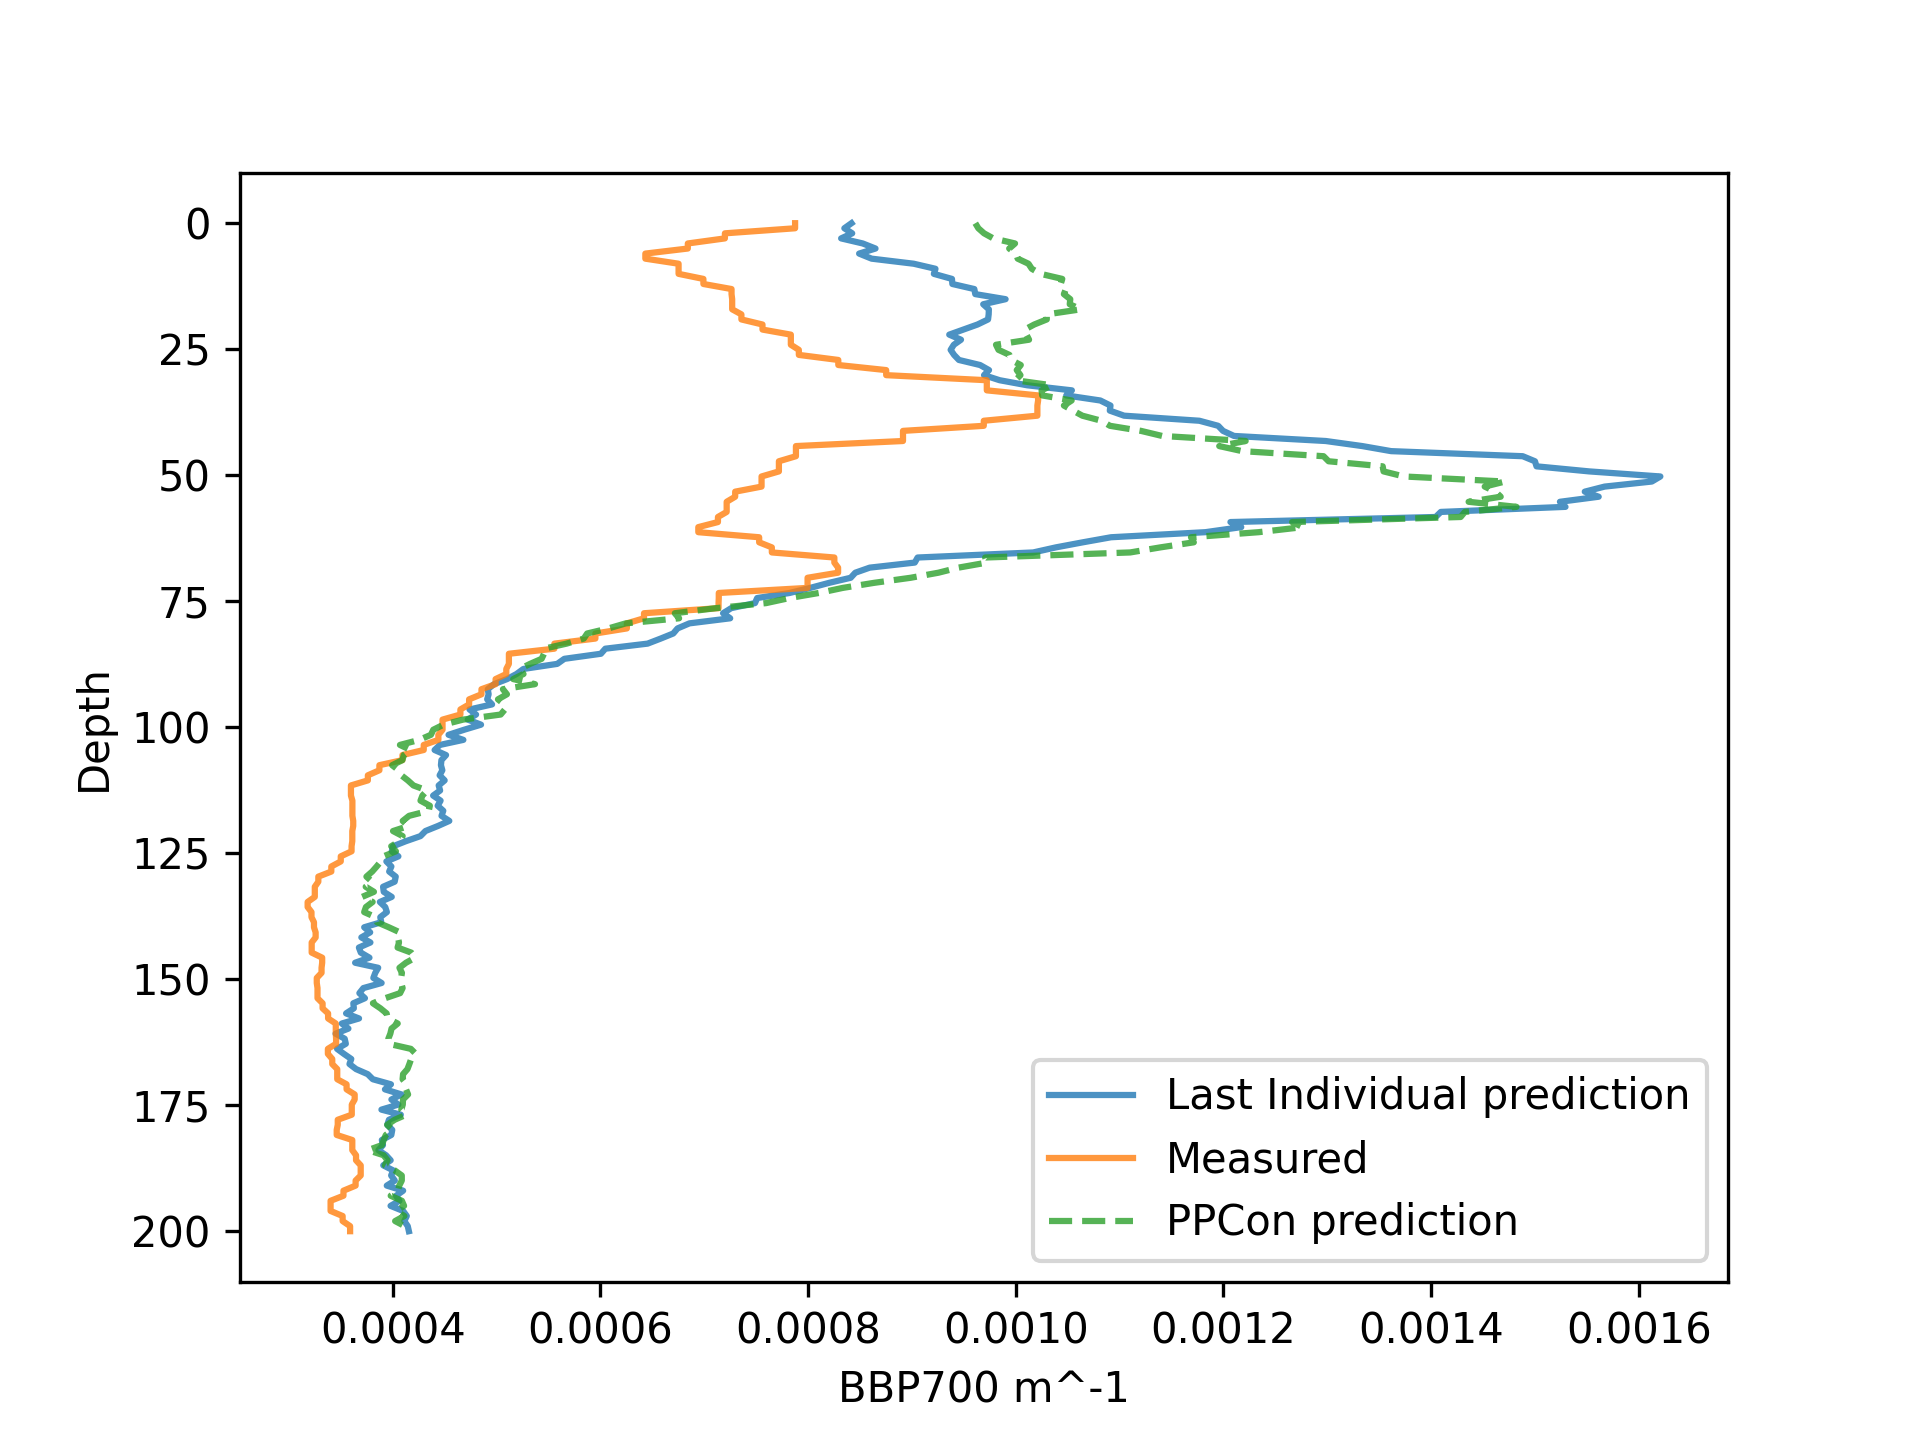 0
25
50
75
100
125
150
175
200
Depth
0.0004 0.0006 0.0008 0.0010 0.0012 0.0014 0.0016
BBP700 m^-1
Last Individual prediction
Measured
PPCon prediction